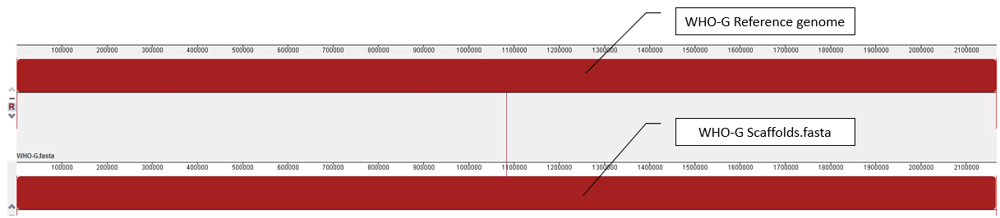 WHO-G Reference genome
100000 200000 300000 400000 500000 600000 700000 800000 900000 1000000 1100000 1200000 1300000 1400000 1500000 1600000 1700000 1800000 1900000 2000000 2100000
R
WHO-G Scaffolds.fasta
WHO-G.fasta
100000 200000 300000 400000 500000 600000 700000 800000 900000 1000000 1100000 1200000 1300000 1400000 1500000 1600000 1700000 1800000 1900000 2000000 2100000